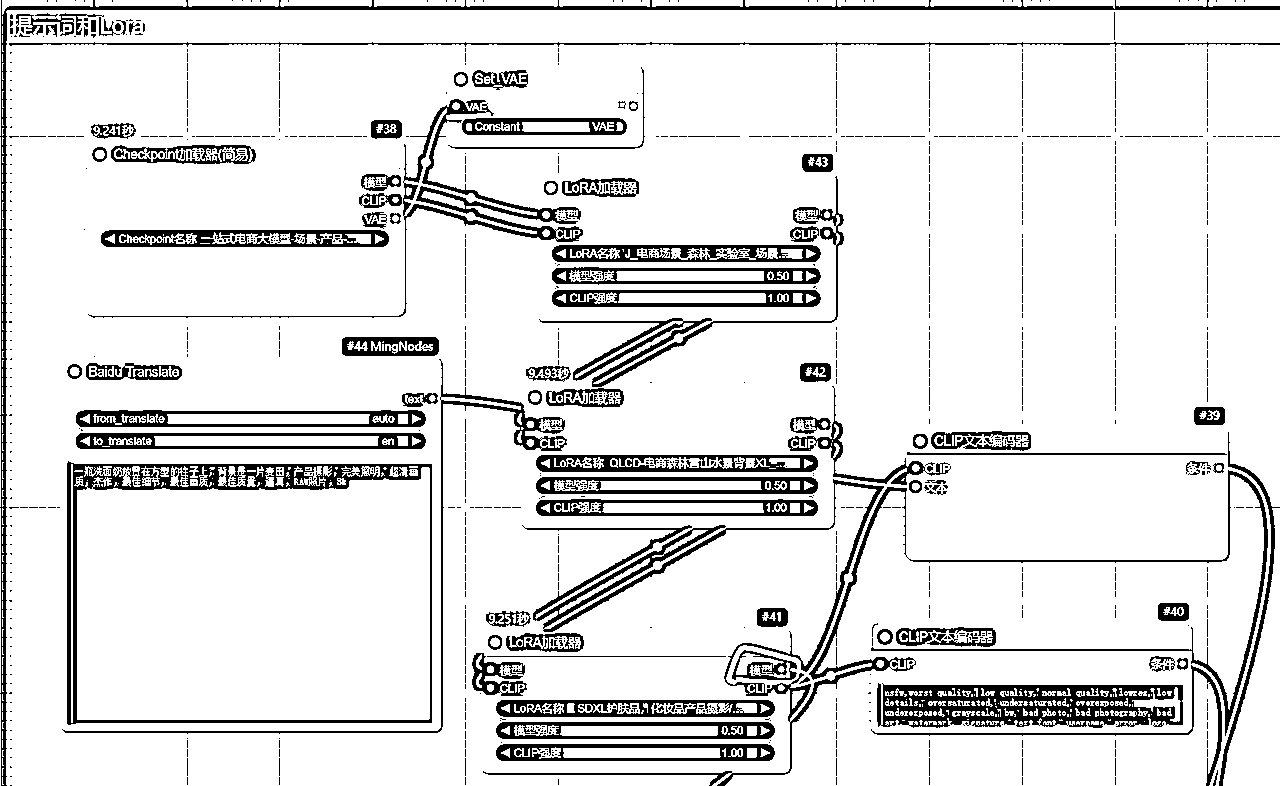 提示词和Lora
Set_VAE
VAE
Constant VAE
9.241秒
#38
Checkpoint加载器(简易)
模型
CLIP
VAE
Checkpoint名称 一站式电商大模型-场景-产品-...
#43
LoRA加载器
模型 模型
CLIP CLIP
LoRA名称 J_电商场景_森林_实验室_场景...
模型强度 0.50
CLIP强度 1.00
#44 MingNodes
Baidu Translate
text
from_translate auto
to_translate en
一瓶洗面奶放置在方型的柱子上，背景是一片麦田，产品摄影，完美照明，超清画
质，杰作，最佳细节，最佳画质，最佳质量，逼真，RAW照片，8k
9.493秒
#42
LoRA加载器
模型 模型
CLIP CLIP
LoRA名称 QLCD-电商森林雪山水景背景XL_...
模型强度 0.50
CLIP强度 1.00
#39
CLIP文本编码器
CLIP 条件
文本
9.251秒
#41
LoRA加载器
模型 模型
CLIP CLIP
LoRA名称 SDXL护肤品,化妆品产品摄影/...
模型强度 0.50
CLIP强度 1.00
#40
CLIP文本编码器
CLIP 条件
nsfw,worst quality, low quality, normal quality, lowres, low
details, oversaturated, undersaturated, overexposed,
underexposed, grayscale, bw, bad photo, bad photography, bad
art, watermark, signature, text font, username, error, logo,